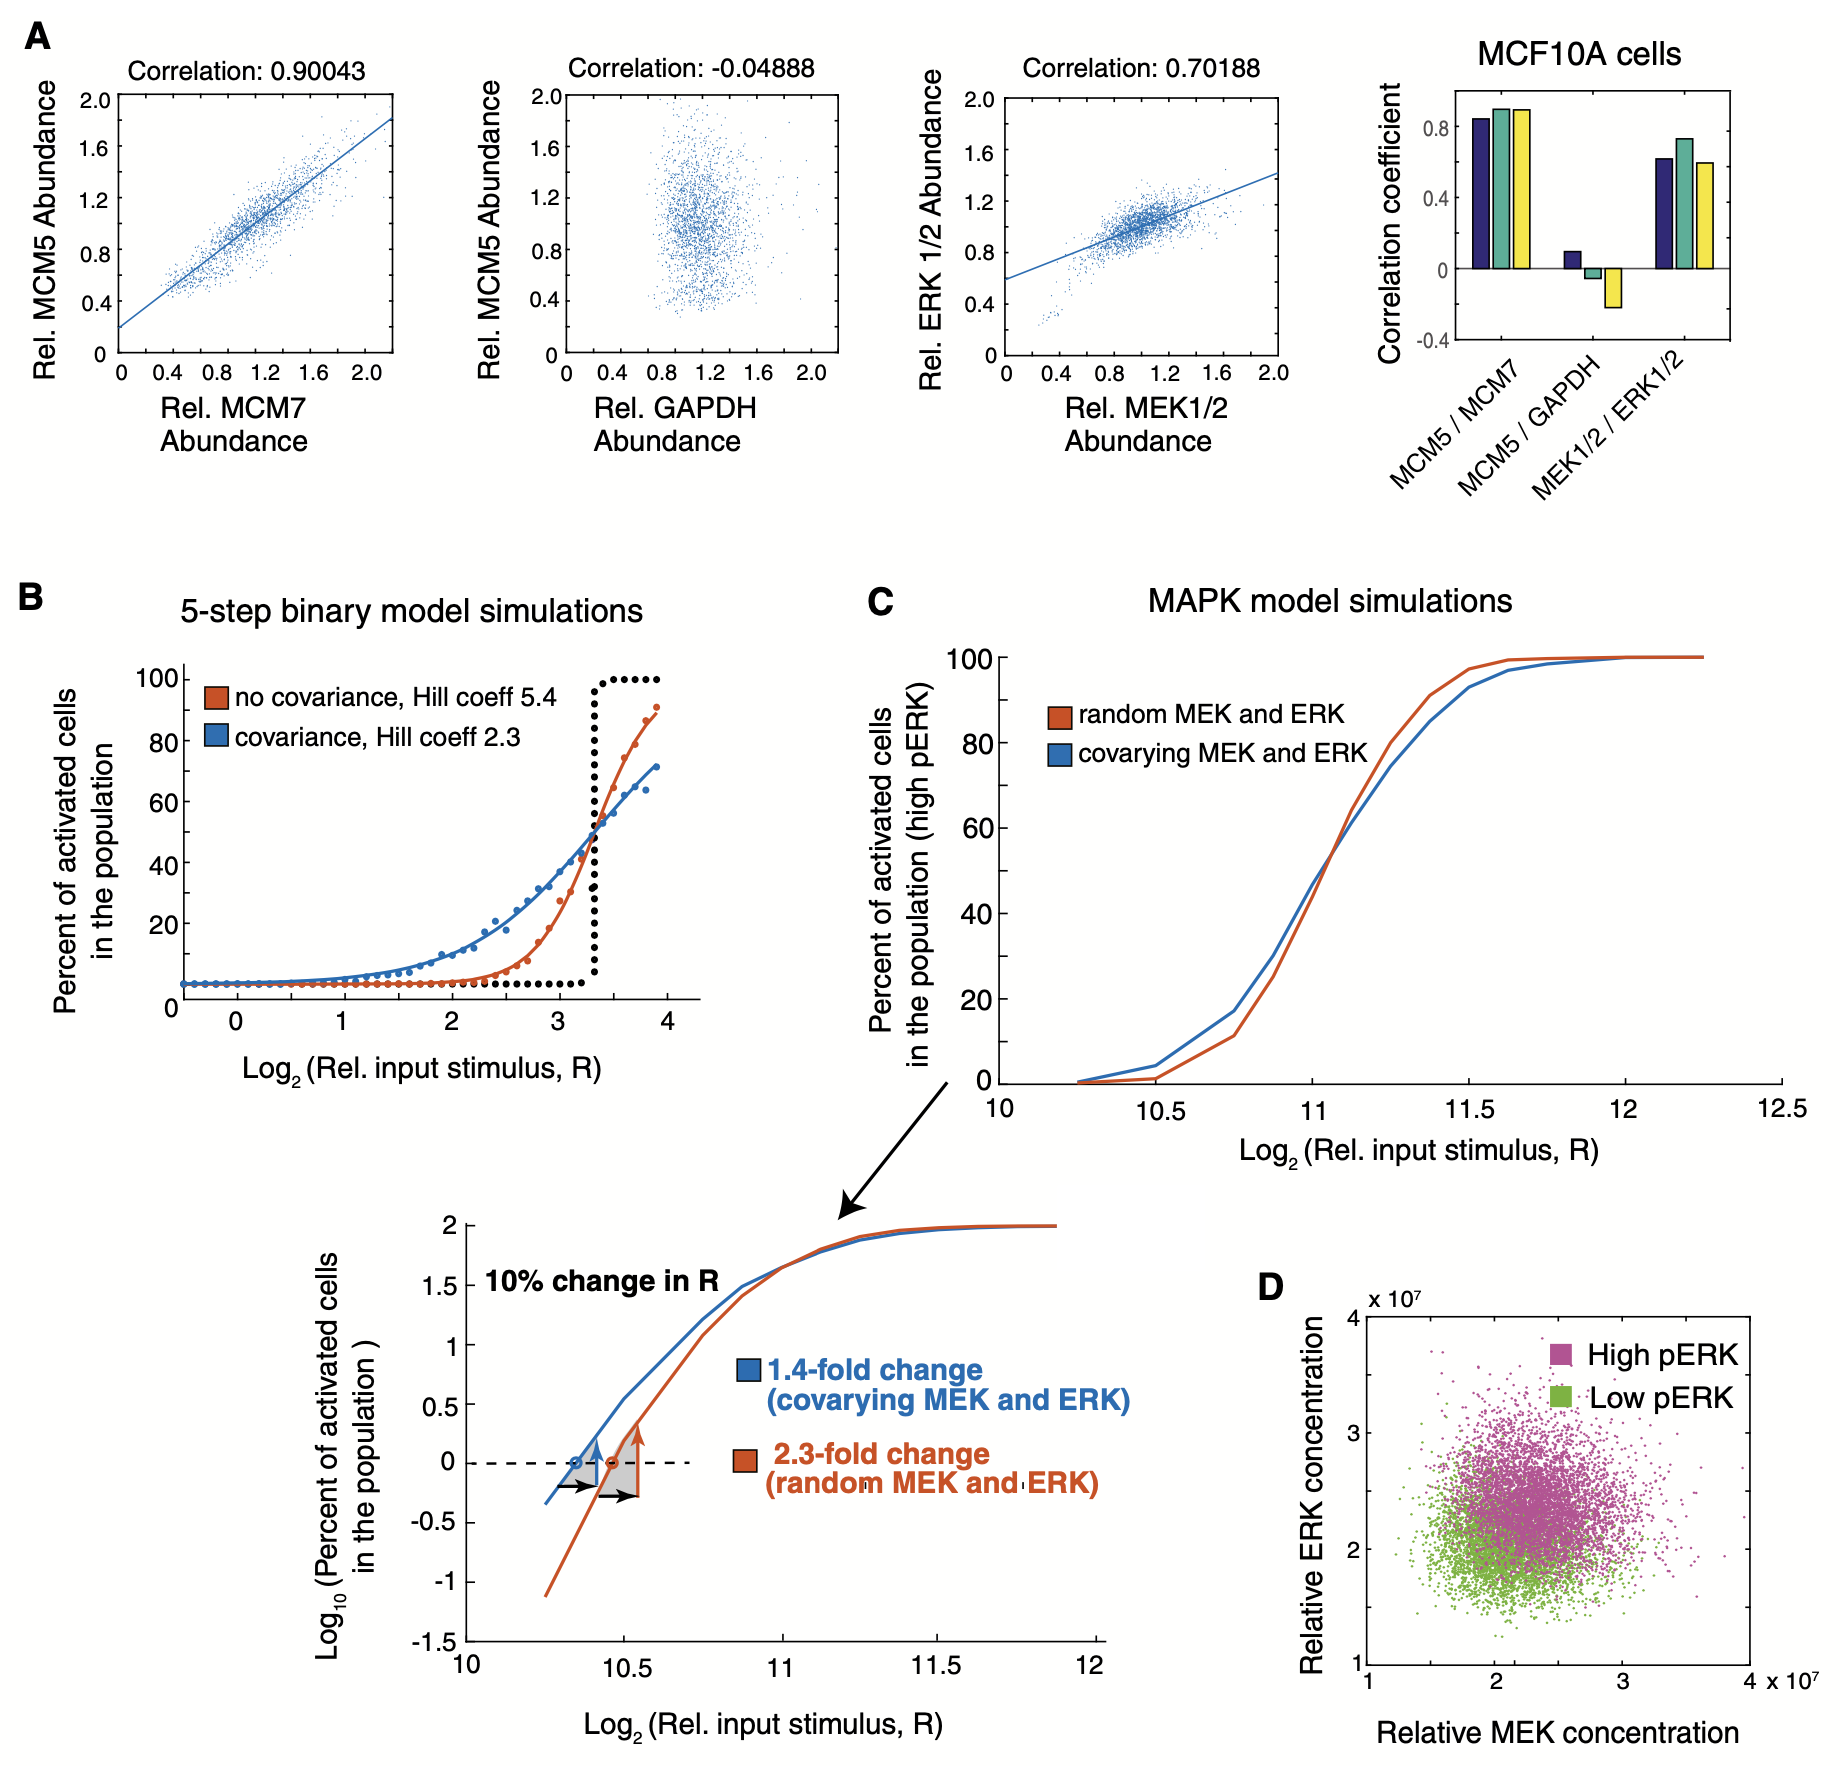 A
Correlation: 0.90043
Rel. MCM5 Abundance
2.0
1.6
1.2
0.8
0.4
0
0 0.4 0.8 1.2 1.6 2.0
Rel. MCM7
Abundance
Correlation: -0.04888
Rel. MCM5 Abundance
2.0
1.6
1.2
0.8
0.4
0
0 0.4 0.8 1.2 1.6 2.0
Rel. GAPDH
Abundance
Correlation: 0.70188
Rel. ERK 1/2 Abundance
2.0
1.6
1.2
0.8
0.4
0
0 0.4 0.8 1.2 1.6 2.0
Rel. MEK1/2
Abundance
MCF10A cells
Correlation coefficient
0.8
0.4
0
-0.4
MCM5 / MCM7
MCM5 / GAPDH
MEK1/2 / ERK1/2
B
5-step binary model simulations
Percent of activated cells
in the population
100
80
60
40
20
0
no covariance, Hill coeff 5.4
covariance, Hill coeff 2.3
0 1 2 3 4
Log2 (Rel. input stimulus, R)
C
MAPK model simulations
Percent of activated cells
in the population (high pERK)
100
80
60
40
20
0
random MEK and ERK
covarying MEK and ERK
10 10.5 11 11.5 12 12.5
Log2 (Rel. input stimulus, R)
Log10 (Percent of activated cells
in the population )
2
1.5
1
0.5
0
-0.5
-1
-1.5
10% change in R
1.4-fold change
(covarying MEK and ERK)
2.3-fold change
(random MEK and ERK)
10 10.5 11 11.5 12
Log2 (Rel. input stimulus, R)
D
x 10⁷
Relative ERK concentration
4
3
2
1
High pERK
Low pERK
1 2 3 4 x 10⁷
Relative MEK concentration